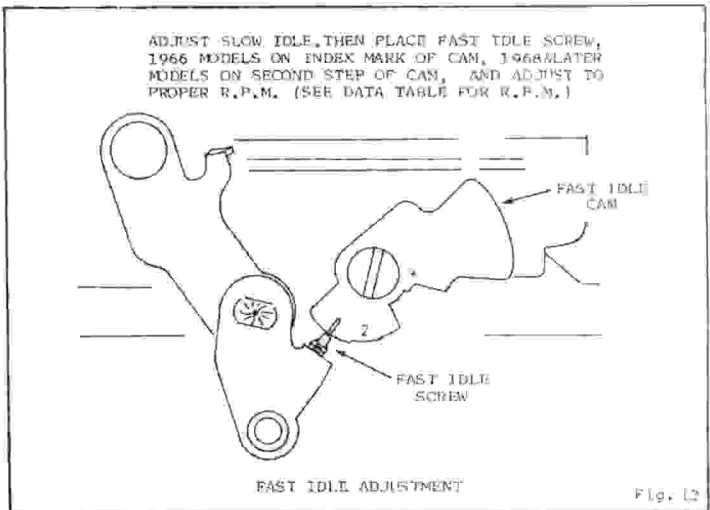 ADJUST SLOW IDLE.THEN PLACE FAST IDLE SCREW,
1966 MODELS ON INDEX MARK OF CAM, 1968&LATER
MODELS ON SECOND STEP OF CAM, AND ADJUST TO
PROPER R.P.M. (SEE DATA TABLE FOR R.P.M.)
FAST IDLE
CAM
2
FAST IDLE
SCREW
FAST IDLE ADJUSTMENT
Fig. 12